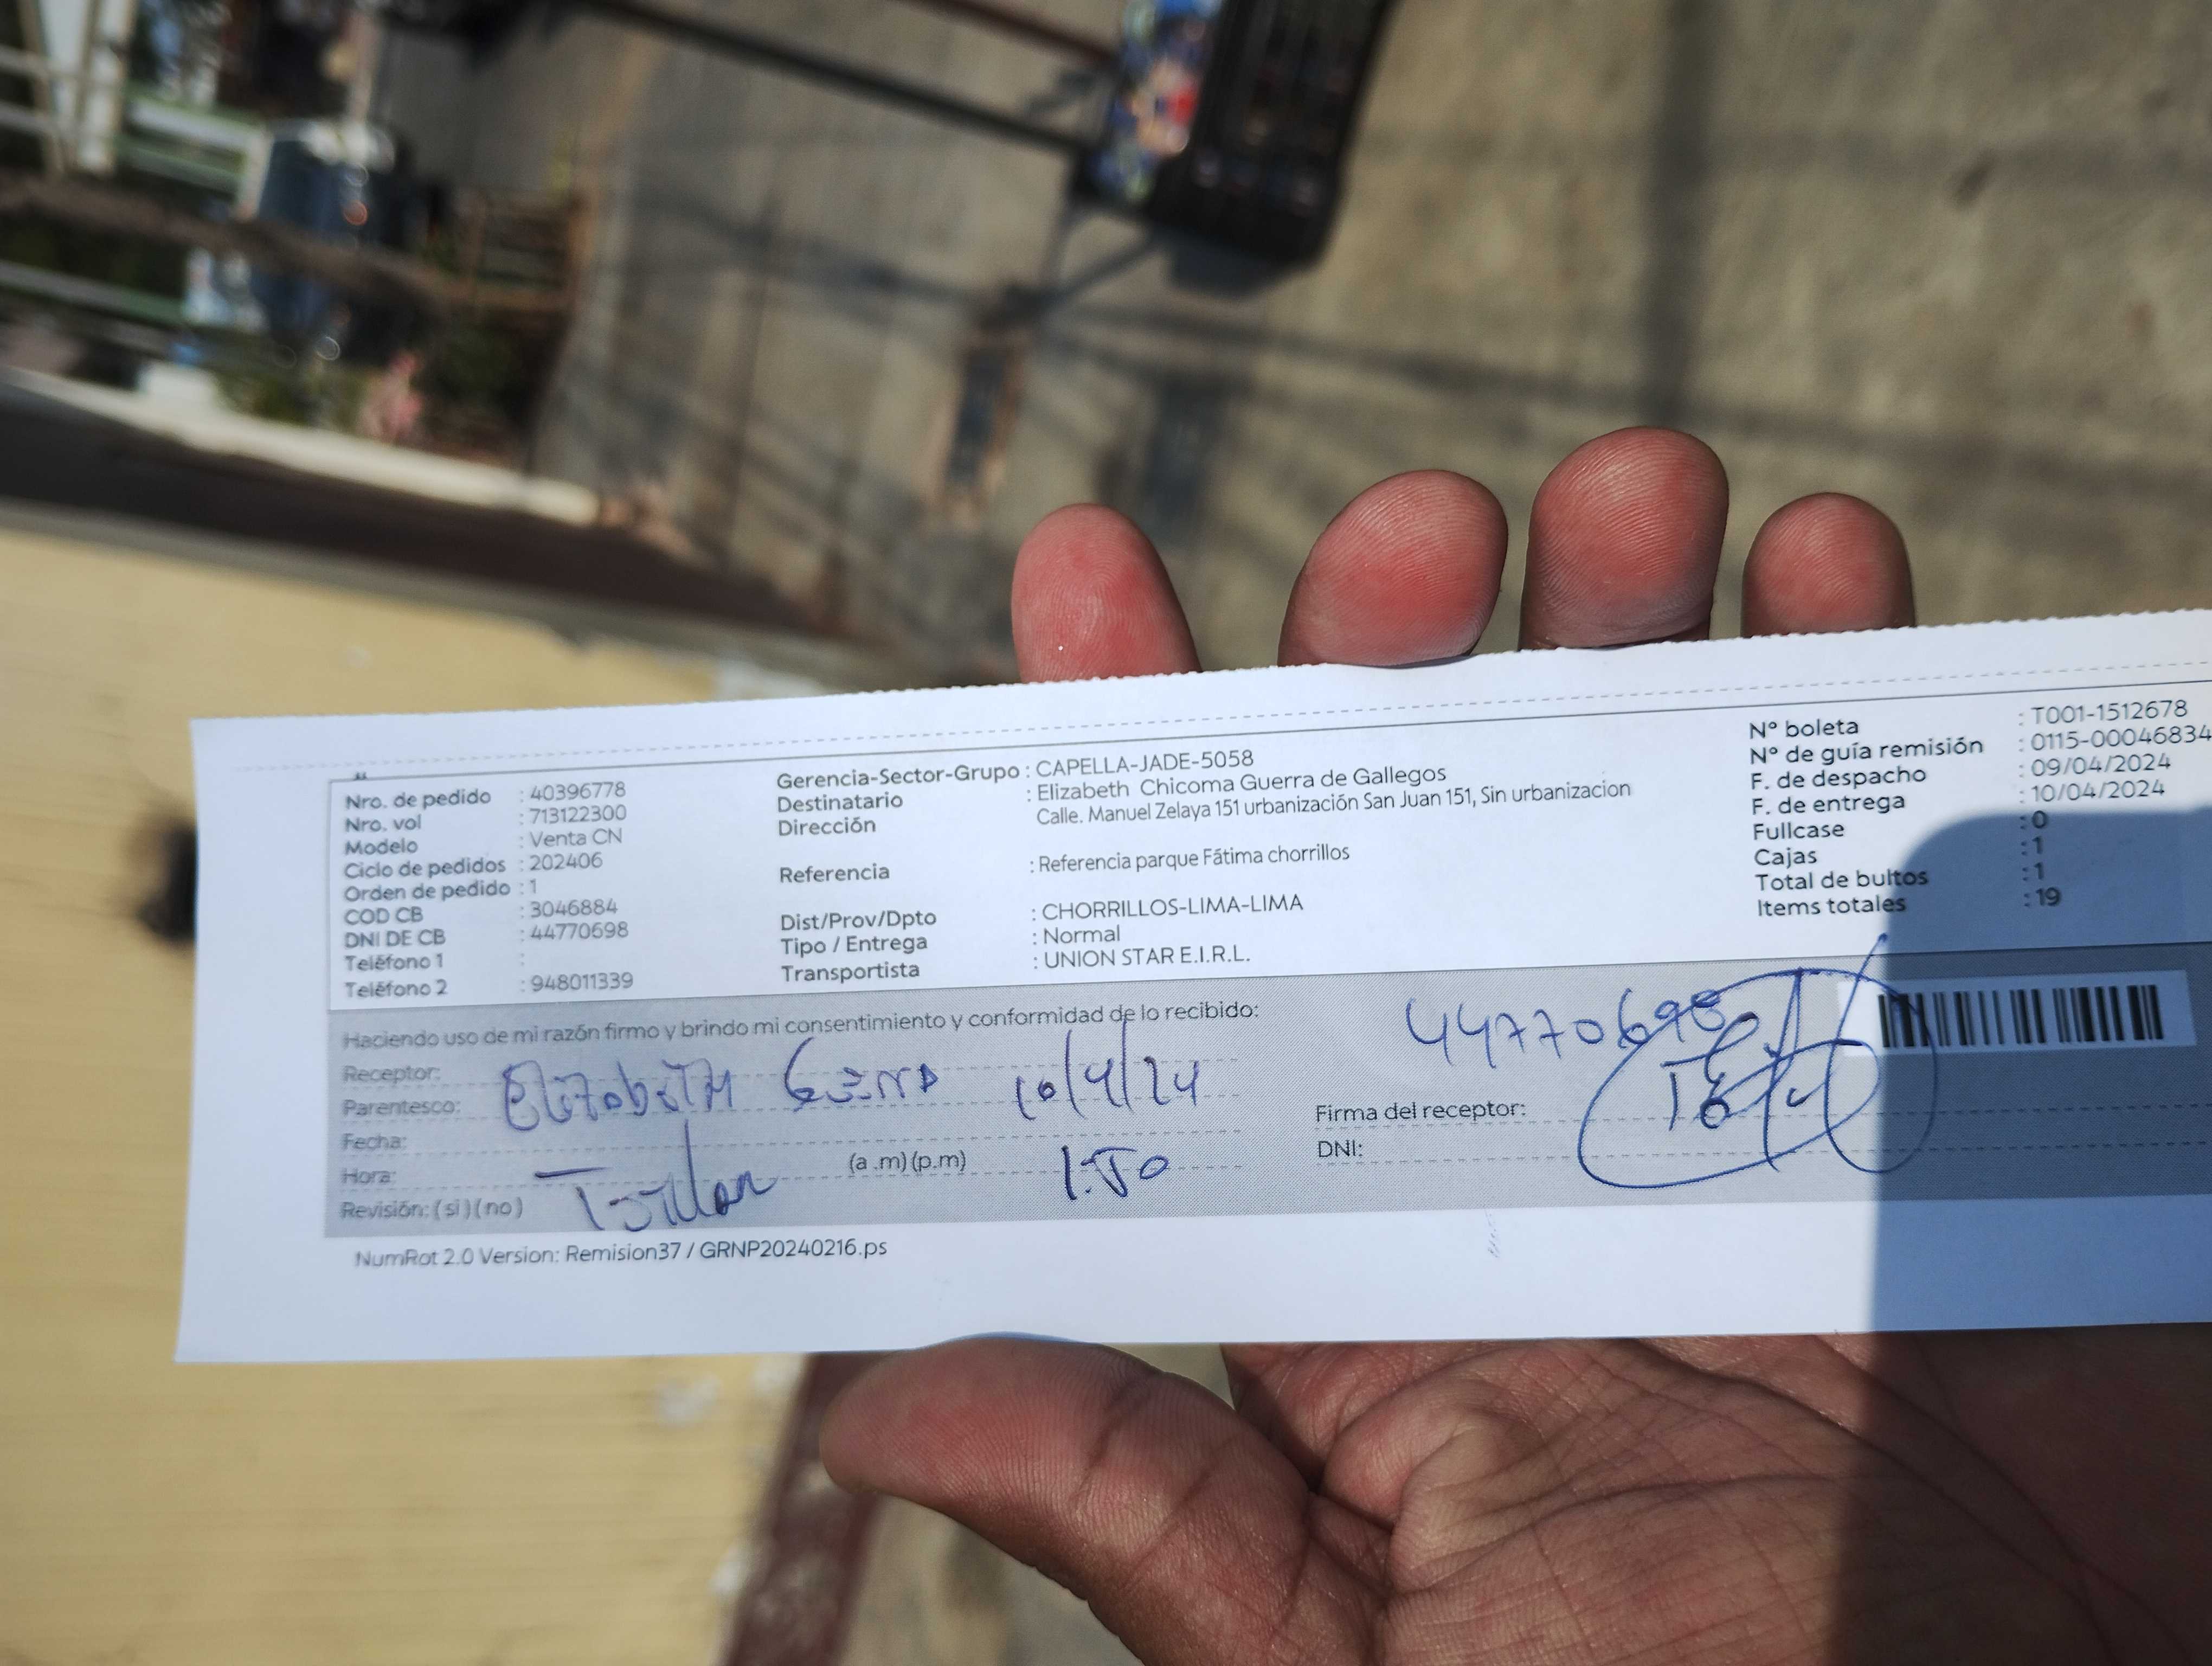 Nro. de pedido : 40396778
Nro. vol : 713122300
Modelo : Venta CN
Ciclo de pedidos : 202406
Orden de pedido : 1
COD CB : 3046884
DNI DE CB : 44770698
Teléfono 1 :
Teléfono 2 : 948011339
Gerencia-Sector-Grupo : CAPELLA-JADE-5058
Destinatario : Elizabeth Chicoma Guerra de Gallegos
Dirección Calle. Manuel Zelaya 151 urbanización San Juan 151, Sin urbanizacion
Referencia : Referencia parque Fátima chorrillos
Dist/Prov/Dpto : CHORRILLOS-LIMA-LIMA
Tipo / Entrega : Normal
Transportista : UNION STAR E.I.R.L.
N° boleta : T001-1512678
N° de guía remisión : 0115-00046834
F. de despacho : 09/04/2024
F. de entrega : 10/04/2024
Fullcase : 0
Cajas : 1
Total de bultos : 1
Items totales : 19
Haciendo uso de mi razón firmo y brindo mi consentimiento y conformidad de lo recibido:
Receptor:
Parentesco: 10/4/24
Fecha:
Hora: (a .m) (p.m) 1:50
Revisión: ( si ) ( no )
44770698
Firma del receptor:
DNI:
NumRot 2.0 Version: Remision37 / GRNP20240216.ps